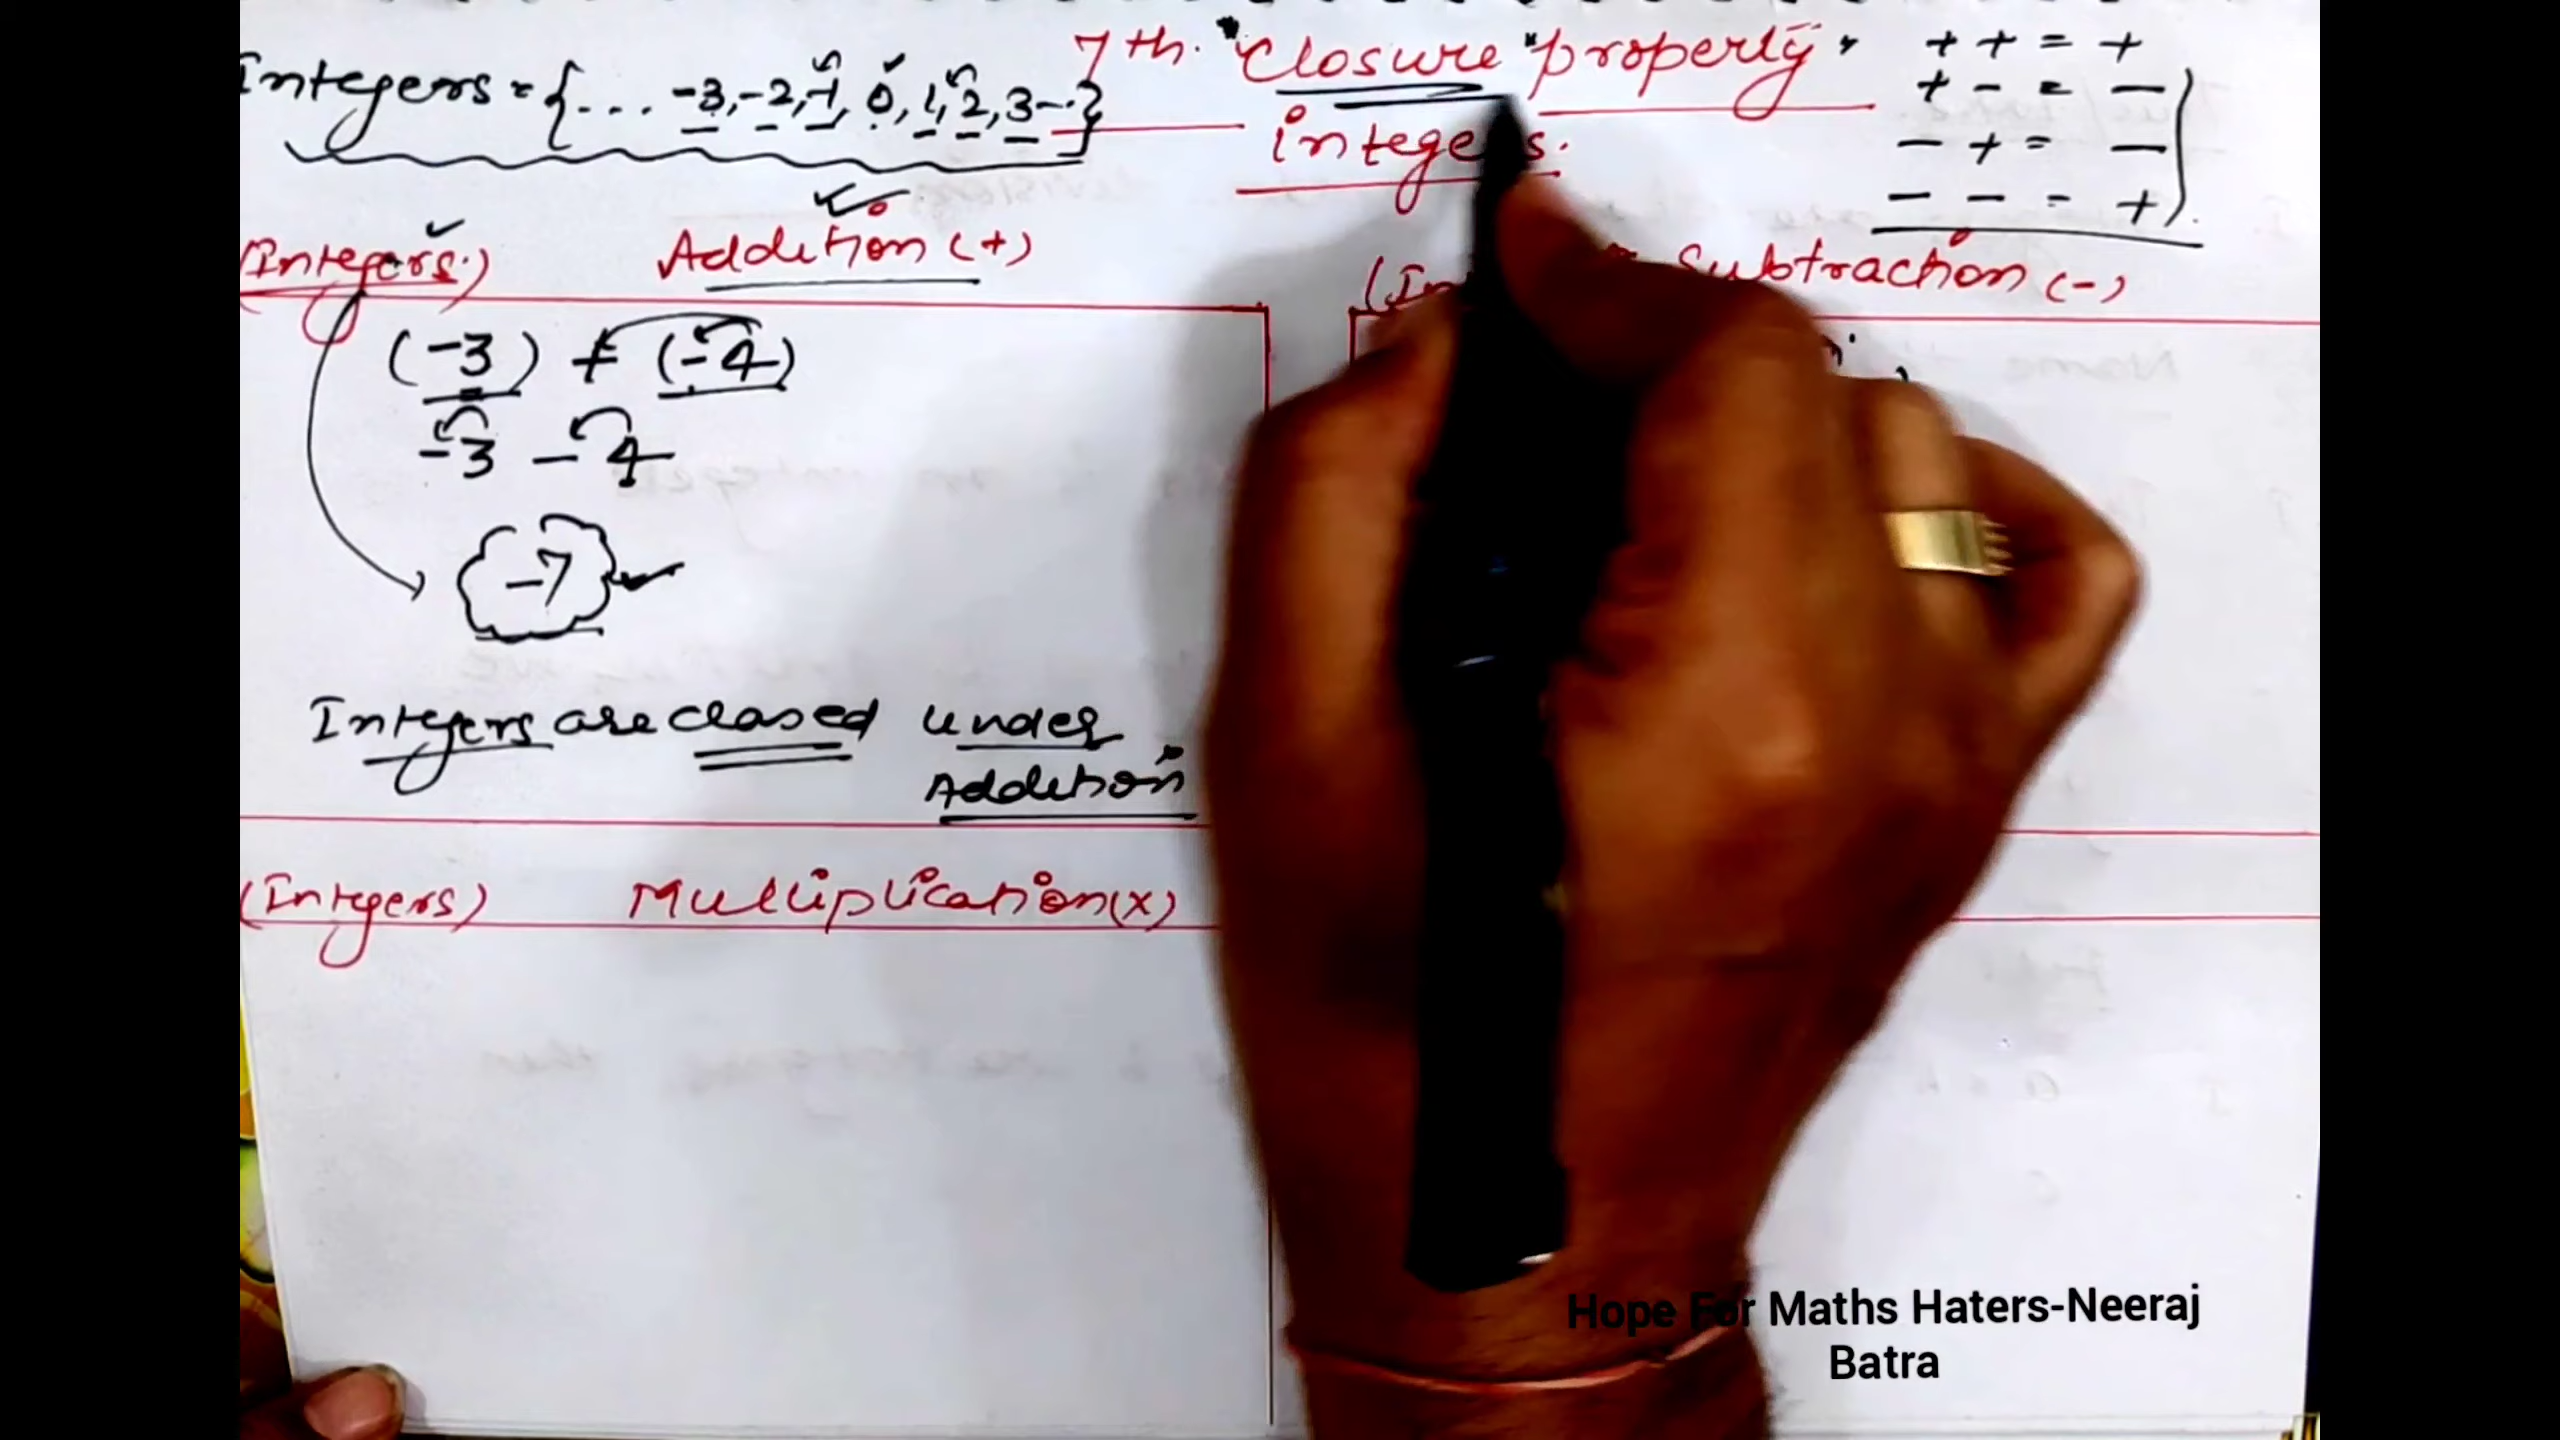 Integers = {... -3, -2, -1, 0, 1, 2, 3-..}
7th. "Closure" property"
integers.
+ + = +
+ - = -
- + = -
- - = +
(Integers.) Addition (+)
Subtraction (-)
(-3) + (-4)
-3 - 4
-7
Integers are closed under
Addition
(Integers) Multiplication(x)
Hope For Maths Haters-Neeraj
Batra